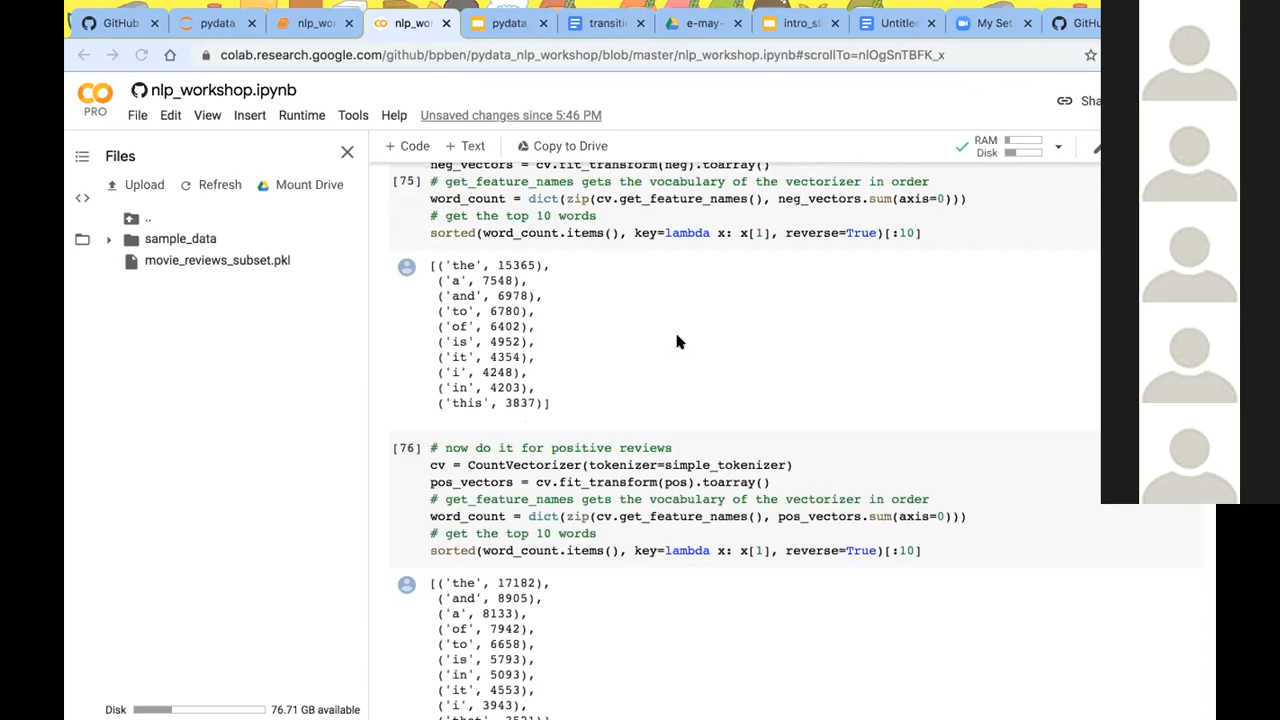 GitHub
pydata
nlp_wo
nlp_wo
pydata
transiti
e-may-
intro_sl
Untitlec
My Set
GitHu
colab.research.google.com/github/bpben/pydata_nlp_workshop/blob/master/nlp_workshop.ipynb#scrollTo=nlOgSnTBFK_x
PRO
nlp_workshop.ipynb
Sha
File Edit View Insert Runtime Tools Help Unsaved changes since 5:46 PM
Files
Upload Refresh Mount Drive
..
sample_data
movie_reviews_subset.pkl
Disk 76.71 GB available
+ Code + Text Copy to Drive
RAM
Disk
neg_vectors = cv.fit_transform(neg).toarray()
[75] # get_feature_names gets the vocabulary of the vectorizer in order
word_count = dict(zip(cv.get_feature_names(), neg_vectors.sum(axis=0)))
# get the top 10 words
sorted(word_count.items(), key=lambda x: x[1], reverse=True)[:10]
[('the', 15365),
('a', 7548),
('and', 6978),
('to', 6780),
('of', 6402),
('is', 4952),
('it', 4354),
('i', 4248),
('in', 4203),
('this', 3837)]
[76] # now do it for positive reviews
cv = CountVectorizer(tokenizer=simple_tokenizer)
pos_vectors = cv.fit_transform(pos).toarray()
# get_feature_names gets the vocabulary of the vectorizer in order
word_count = dict(zip(cv.get_feature_names(), pos_vectors.sum(axis=0)))
# get the top 10 words
sorted(word_count.items(), key=lambda x: x[1], reverse=True)[:10]
[('the', 17182),
('and', 8905),
('a', 8133),
('of', 7942),
('to', 6658),
('is', 5793),
('in', 5093),
('it', 4553),
('i', 3943),
('that', 3521)]